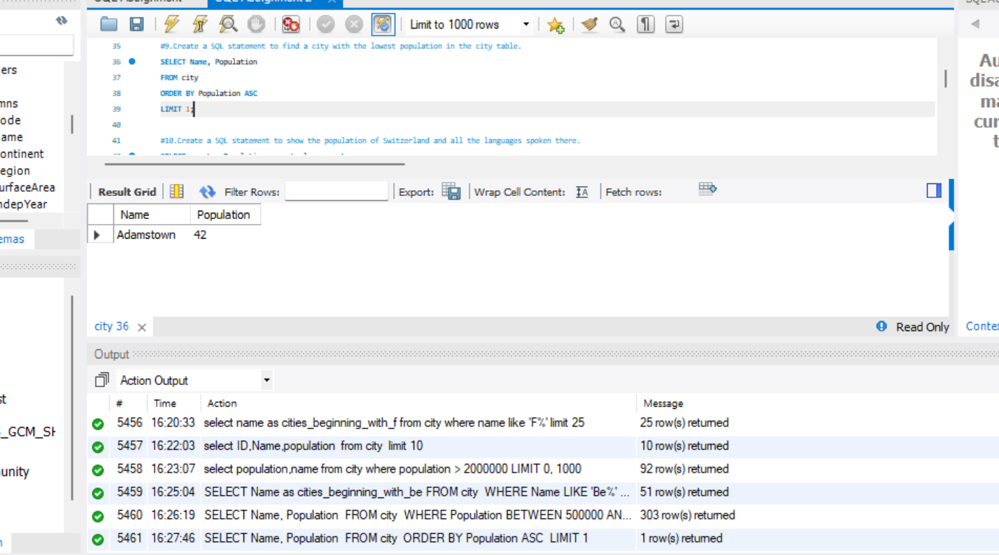 SQL Assignment 2
Limit to 1000 rows
35 #9.Create a SQL statement to find a city with the lowest population in the city table.
36 SELECT Name, Population
37 FROM city
38 ORDER BY Population ASC
39 LIMIT 1;
40
41 #10.Create a SQL statement to show the population of Switzerland and all the languages spoken there.
ers
mns
ode
ame
ontinent
egion
urfaceArea
ndepYear
emas
st
_GCM_SH
unity
n
Result Grid Filter Rows: Export: Wrap Cell Content: Fetch rows:
Name Population
Adamstown 42
city 36 Read Only
Output
Action Output
# Time Action Message
5456 16:20:33 select name as cities_beginning_with_f from city where name like 'F%' limit 25 25 row(s) returned
5457 16:22:03 select ID,Name,population from city limit 10 10 row(s) returned
5458 16:23:07 select population,name from city where population > 2000000 LIMIT 0, 1000 92 row(s) returned
5459 16:25:04 SELECT Name as cities_beginning_with_be FROM city WHERE Name LIKE 'Be%' ... 51 row(s) returned
5460 16:26:19 SELECT Name, Population FROM city WHERE Population BETWEEN 500000 AN... 303 row(s) returned
5461 16:27:46 SELECT Name, Population FROM city ORDER BY Population ASC LIMIT 1 1 row(s) returned
Au
disa
ma
cur
t
Contex